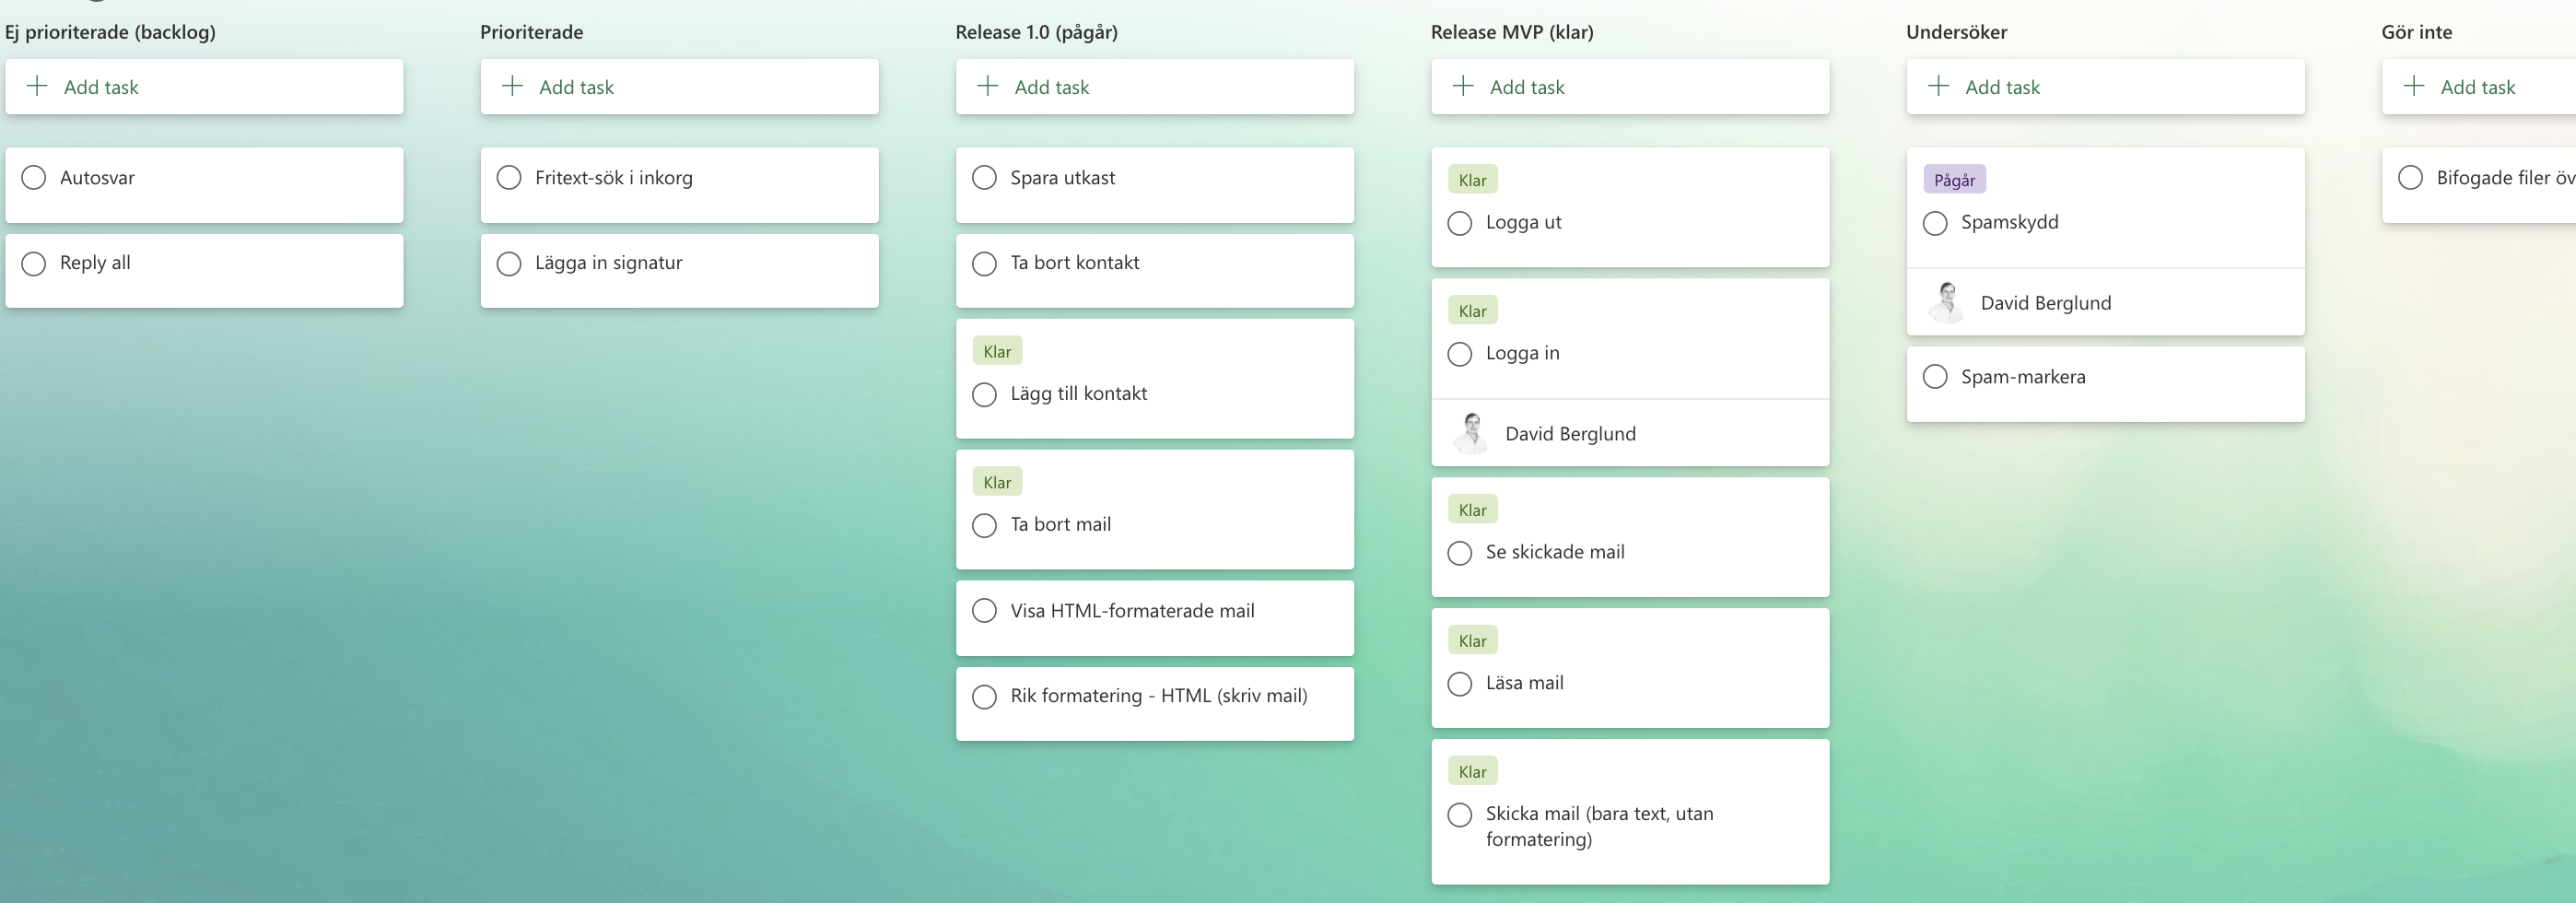 Ej prioriterade (backlog)
Add task
Autosvar
Reply all
Prioriterade
Add task
Fritext-sök i inkorg
Lägga in signatur
Release 1.0 (pågår)
Add task
Spara utkast
Ta bort kontakt
Klar
Lägg till kontakt
Klar
Ta bort mail
Visa HTML-formaterade mail
Rik formatering - HTML (skriv mail)
Release MVP (klar)
Add task
Klar
Logga ut
Klar
Logga in
David Berglund
Klar
Se skickade mail
Klar
Läsa mail
Klar
Skicka mail (bara text, utan
formatering)
Undersöker
Add task
Pågår
Spamskydd
David Berglund
Spam-markera
Gör inte
Add task
Bifogade filer